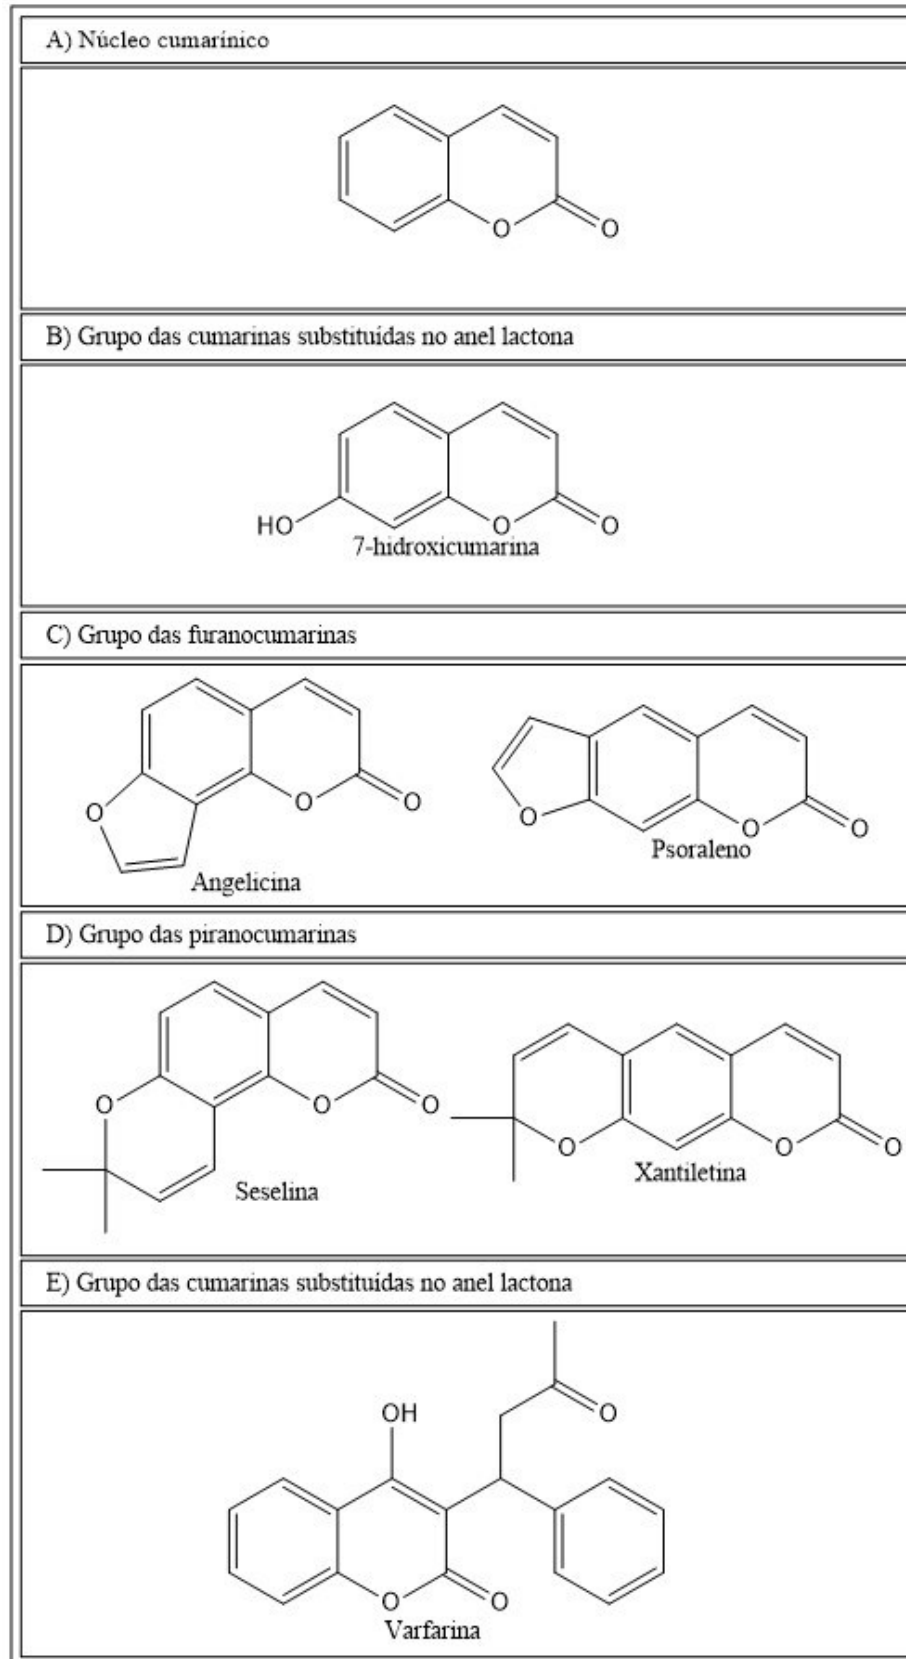 A) Núcleo cumarínico
O
O
B) Grupo das cumarinas substituídas no anel lactona
HO
O
O
7-hidroxicumarina
C) Grupo das furanocumarinas
O
O
O
Angelicina
O
O
O
Psoraleno
D) Grupo das piranocumarinas
O
O
O
Seselina
O
O
O
Xantiletina
E) Grupo das cumarinas substituídas no anel lactona
OH
O
O
O
Varfarina